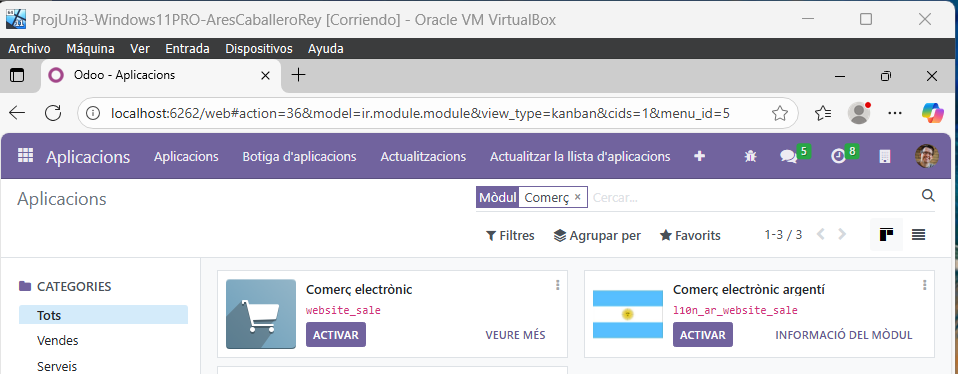 ProjUni3-Windows11PRO-AresCaballeroRey [Corriendo] - Oracle VM VirtualBox
Archivo Máquina Ver Entrada Dispositivos Ayuda
Odoo - Aplicacions
localhost:6262/web#action=36&model=ir.module.module&view_type=kanban&cids=1&menu_id=5
Aplicacions Aplicacions Botiga d'aplicacions Actualitzacions Actualitzar la llista d'aplicacions 5 8
Aplicacions Mòdul Comerç × Cercar...
Filtres Agrupar per Favorits 1-3 / 3
CATEGORIES
Tots
Vendes
Serveis
Comerç electrònic
website_sale
ACTIVAR VEURE MÉS
Comerç electrònic argentí
l10n_ar_website_sale
ACTIVAR INFORMACIÓ DEL MÒDUL